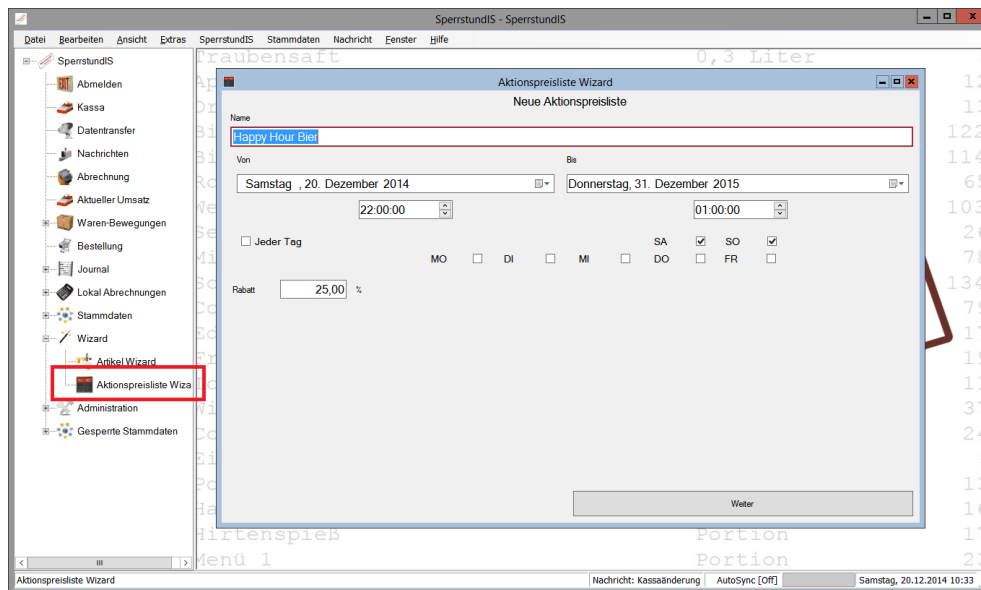 SperrstundIS - SperrstundIS
Datei Bearbeiten Ansicht Extras SperrstundIS Stammdaten Nachricht Fenster Hilfe
SperrstundIS
Abmelden
Kassa
Datentransfer
Nachrichten
Abrechnung
Aktueller Umsatz
Waren-Bewegungen
Bestellung
Journal
Lokal Abrechnungen
Stammdaten
Wizard
Artikel Wizard
Aktionspreisliste Wiza
Administration
Gesperrte Stammdaten
Traubensaft 0,3 Liter
Aktionspreisliste Wizard
Neue Aktionspreisliste
Name
Happy Hour Bier
Von Bis
Samstag , 20. Dezember 2014 Donnerstag, 31. Dezember 2015
22:00:00 01:00:00
Jeder Tag SA SO
MO DI MI DO FR
Rabatt 25,00 %
Weiter
Hirtenspieß Portion
Menü 1 Portion
Aktionspreisliste Wizard Nachricht: Kassaänderung AutoSync [Off] Samstag, 20.12.2014 10:33